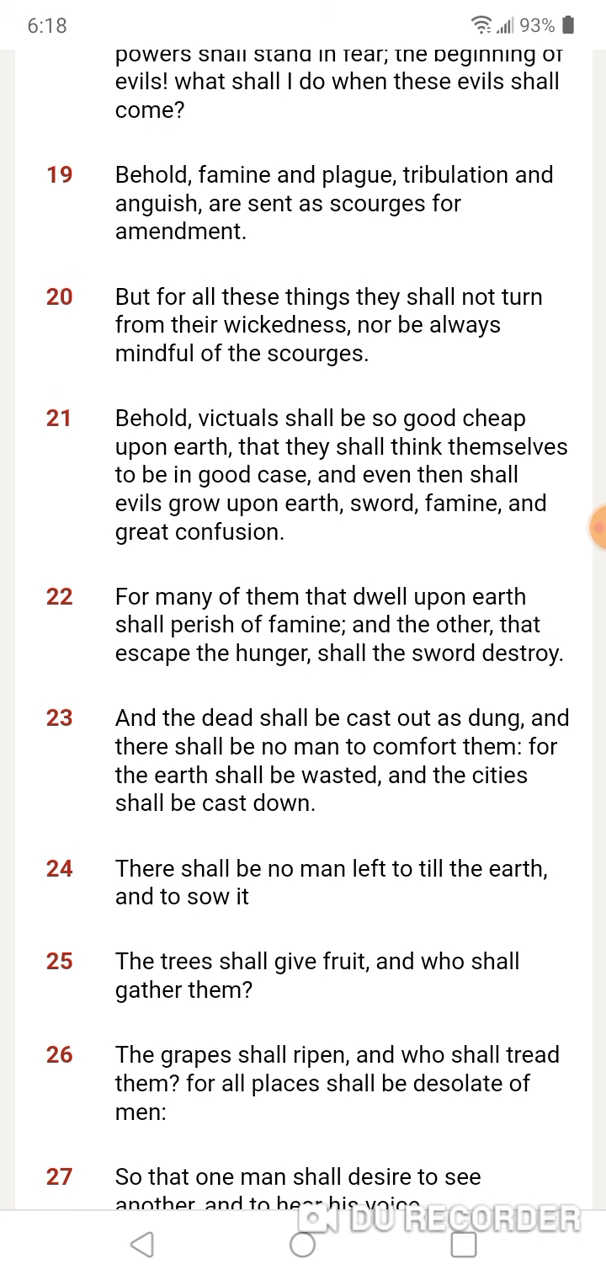 6:18
93%
powers shall stand in fear; the beginning of
evils! what shall I do when these evils shall
come?
19 Behold, famine and plague, tribulation and
anguish, are sent as scourges for
amendment.
20 But for all these things they shall not turn
from their wickedness, nor be always
mindful of the scourges.
21 Behold, victuals shall be so good cheap
upon earth, that they shall think themselves
to be in good case, and even then shall
evils grow upon earth, sword, famine, and
great confusion.
22 For many of them that dwell upon earth
shall perish of famine; and the other, that
escape the hunger, shall the sword destroy.
23 And the dead shall be cast out as dung, and
there shall be no man to comfort them: for
the earth shall be wasted, and the cities
shall be cast down.
24 There shall be no man left to till the earth,
and to sow it
25 The trees shall give fruit, and who shall
gather them?
26 The grapes shall ripen, and who shall tread
them? for all places shall be desolate of
men:
27 So that one man shall desire to see
another, and to hear his voice
DU RECORDER